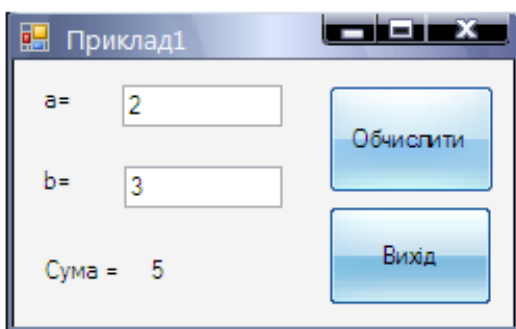 Приклад1
a= 2
Обчислити
b= 3
Сума = 5
Вихід